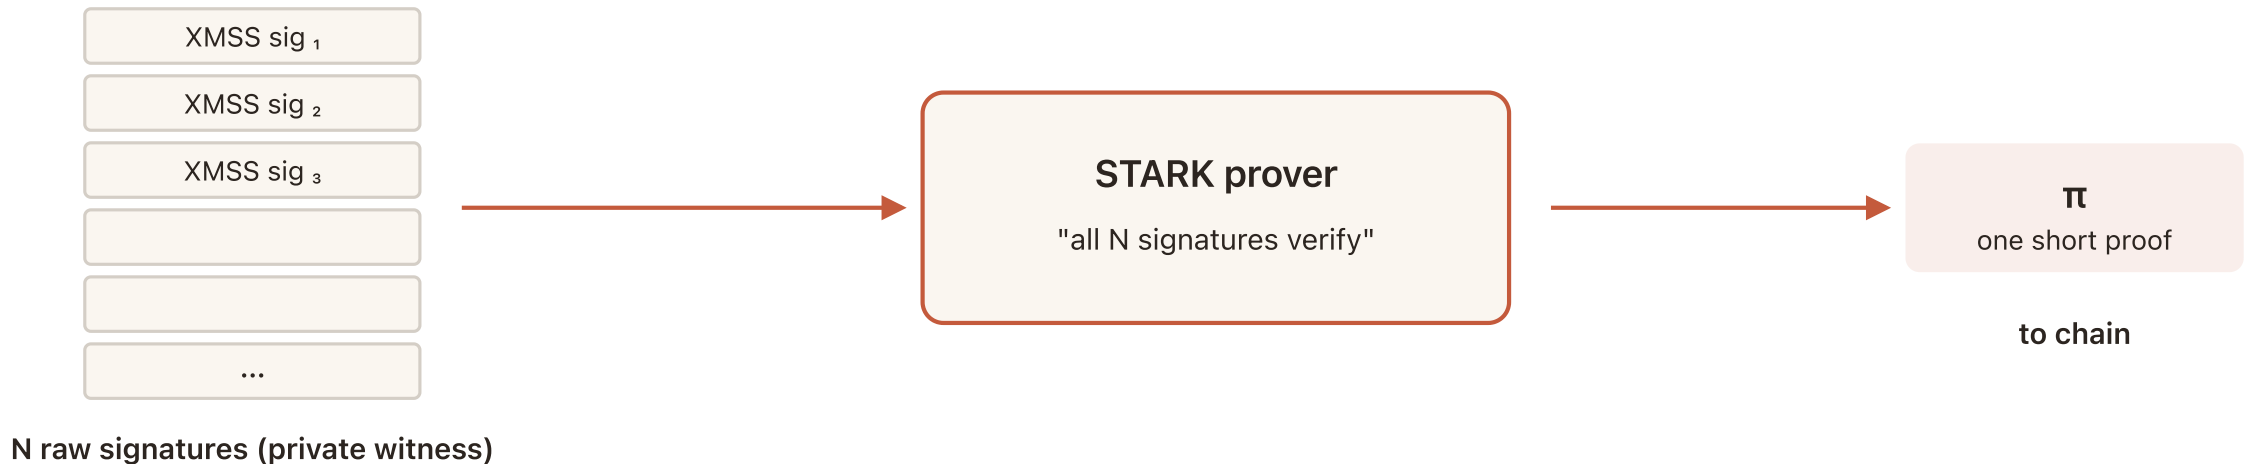 XMSS sig ₁
XMSS sig ₂
XMSS sig ₃
...
N raw signatures (private witness)
STARK prover
"all N signatures verify"
π
one short proof
to chain